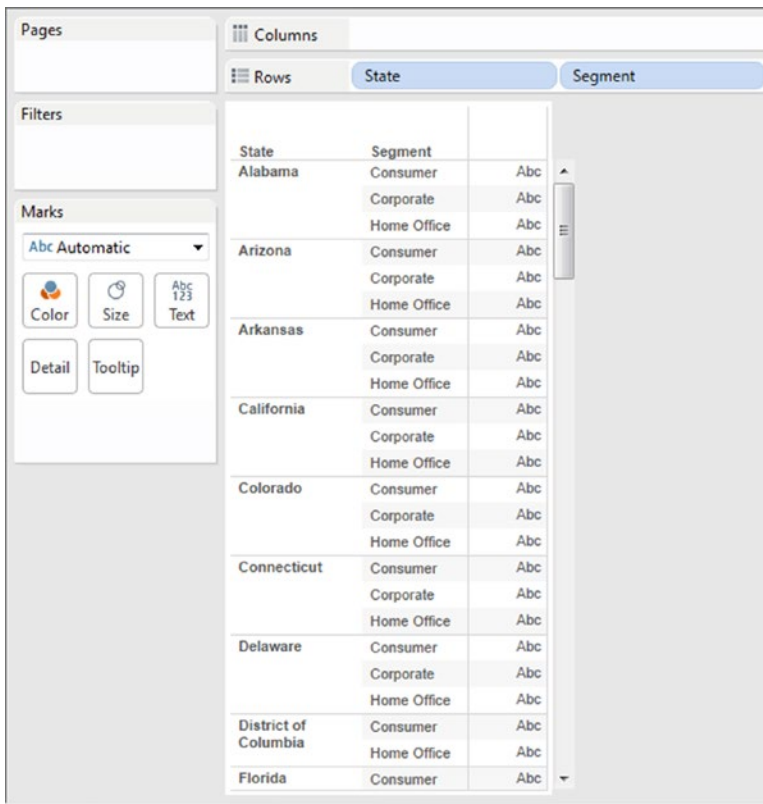 Pages
Columns
Rows State Segment
Filters
Marks
Abc Automatic
Color Size Abc 123 Text
Detail Tooltip
State Segment
Alabama Consumer Abc
Corporate Abc
Home Office Abc
Arizona Consumer Abc
Corporate Abc
Home Office Abc
Arkansas Consumer Abc
Corporate Abc
Home Office Abc
California Consumer Abc
Corporate Abc
Home Office Abc
Colorado Consumer Abc
Corporate Abc
Home Office Abc
Connecticut Consumer Abc
Corporate Abc
Home Office Abc
Delaware Consumer Abc
Corporate Abc
Home Office Abc
District of Columbia Consumer Abc
Home Office Abc
Florida Consumer Abc